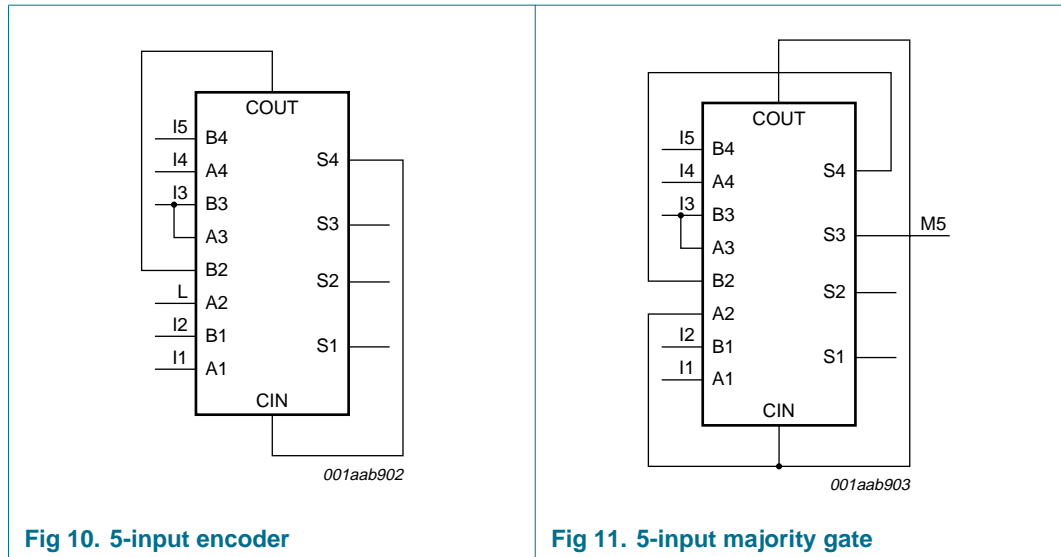 COUT
I5
B4
I4
A4
S4
I3
B3
A3
S3
B2
L
A2
S2
I2
B1
I1
A1
S1
CIN
001aab902
Fig 10. 5-input encoder
COUT
I5
B4
I4
A4
S4
I3
B3
S3
M5
A3
B2
S2
A2
I2
B1
S1
I1
A1
CIN
001aab903
Fig 11. 5-input majority gate